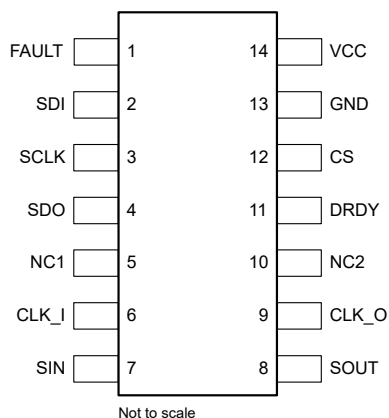 FAULT 1 14 VCC
SDI 2 13 GND
SCLK 3 12 CS
SDO 4 11 DRDY
NC1 5 10 NC2
CLK_I 6 9 CLK_O
SIN 7 8 SOUT
Not to scale